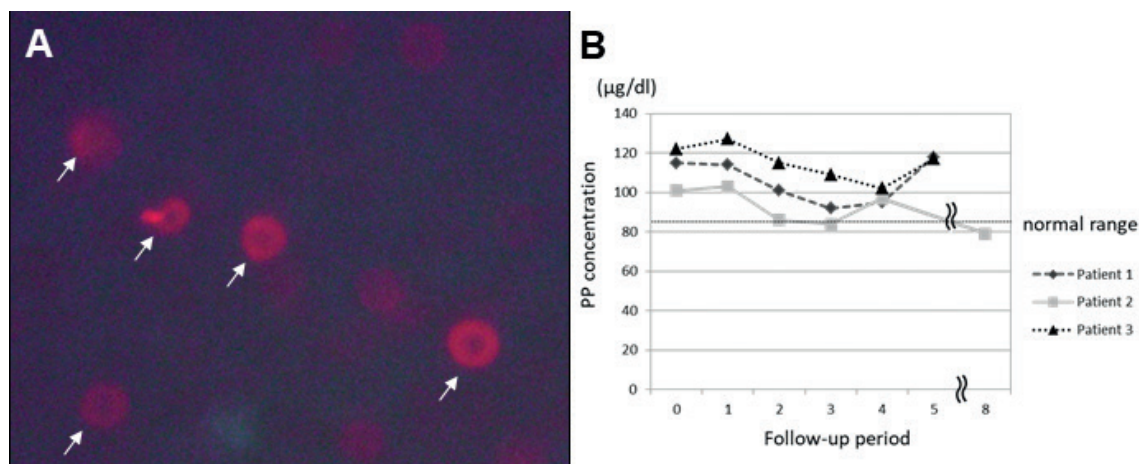 A
B
(μg/dl)
140
120
100
80
60
40
20
0
PP concentration
0 1 2 3 4 5 8
Follow-up period
normal range
Patient 1
Patient 2
Patient 3